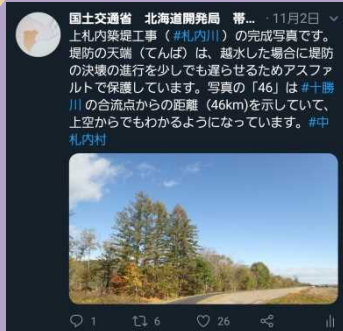 国土交通省 北海道開発局 帯... ・11月2日
上札内築堤工事（#札内川）の完成写真です。
堤防の天端（てんば）は、越水した場合に堤防
の決壊の進行を少しでも遅らせるためアスファ
ルトで保護しています。写真の「46」は #十勝
川 の合流点からの距離（46km)を示していて、
上空からでもわかるようになっています。#中
札内村
1 6 26